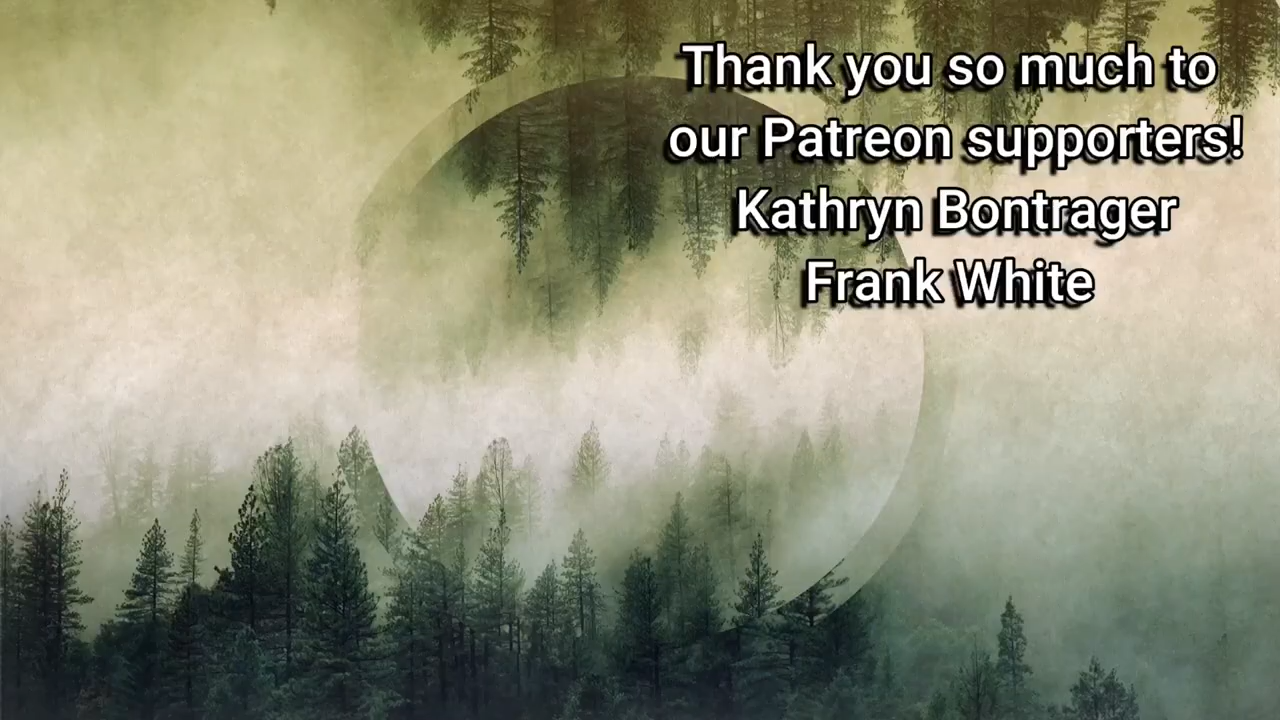 Thank you so much to
our Patreon supporters!
Kathryn Bontrager
Frank White